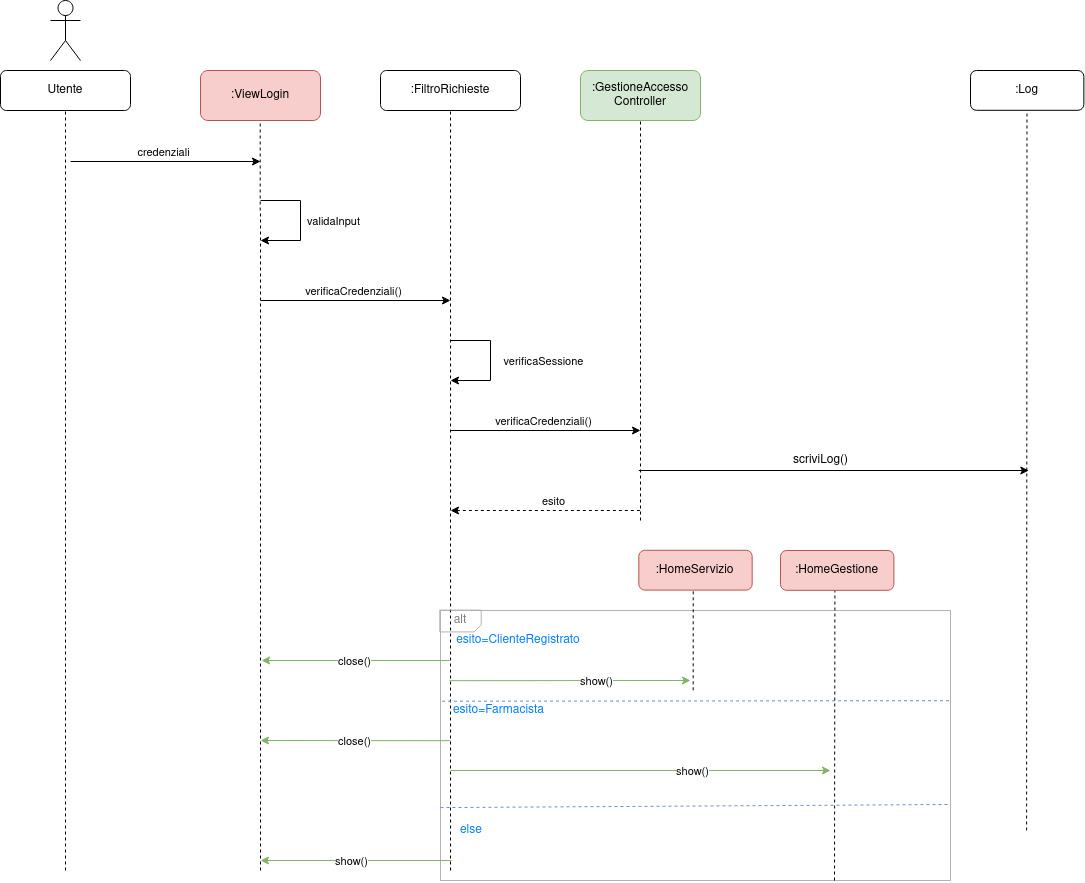 Utente
:ViewLogin
:FiltroRichieste
:GestioneAccesso
Controller
:Log
credenziali
validaInput
verificaCredenziali()
verificaSessione
verificaCredenziali()
scriviLog()
esito
:HomeServizio
:HomeGestione
alt
esito=ClienteRegistrato
close()
show()
esito=Farmacista
close()
show()
else
show()